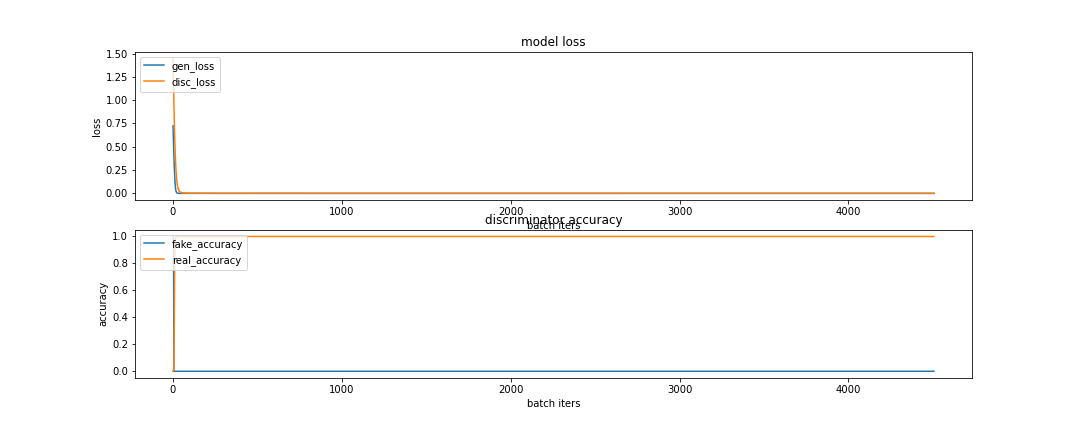 model loss
1.50
1.25
1.00
0.75
0.50
0.25
0.00
loss
gen_loss
disc_loss
0 1000 2000 3000 4000
batch iters
discriminator accuracy
1.0
0.8
0.6
0.4
0.2
0.0
accuracy
fake_accuracy
real_accuracy
0 1000 2000 3000 4000
batch iters